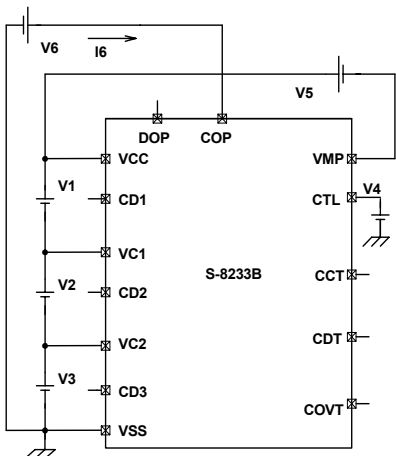 V6
I6
V5
DOP
COP
VCC
VMP
V1
CD1
CTL
V4
VC1
V2
CD2
S-8233B
CCT
VC2
CDT
V3
CD3
COVT
VSS